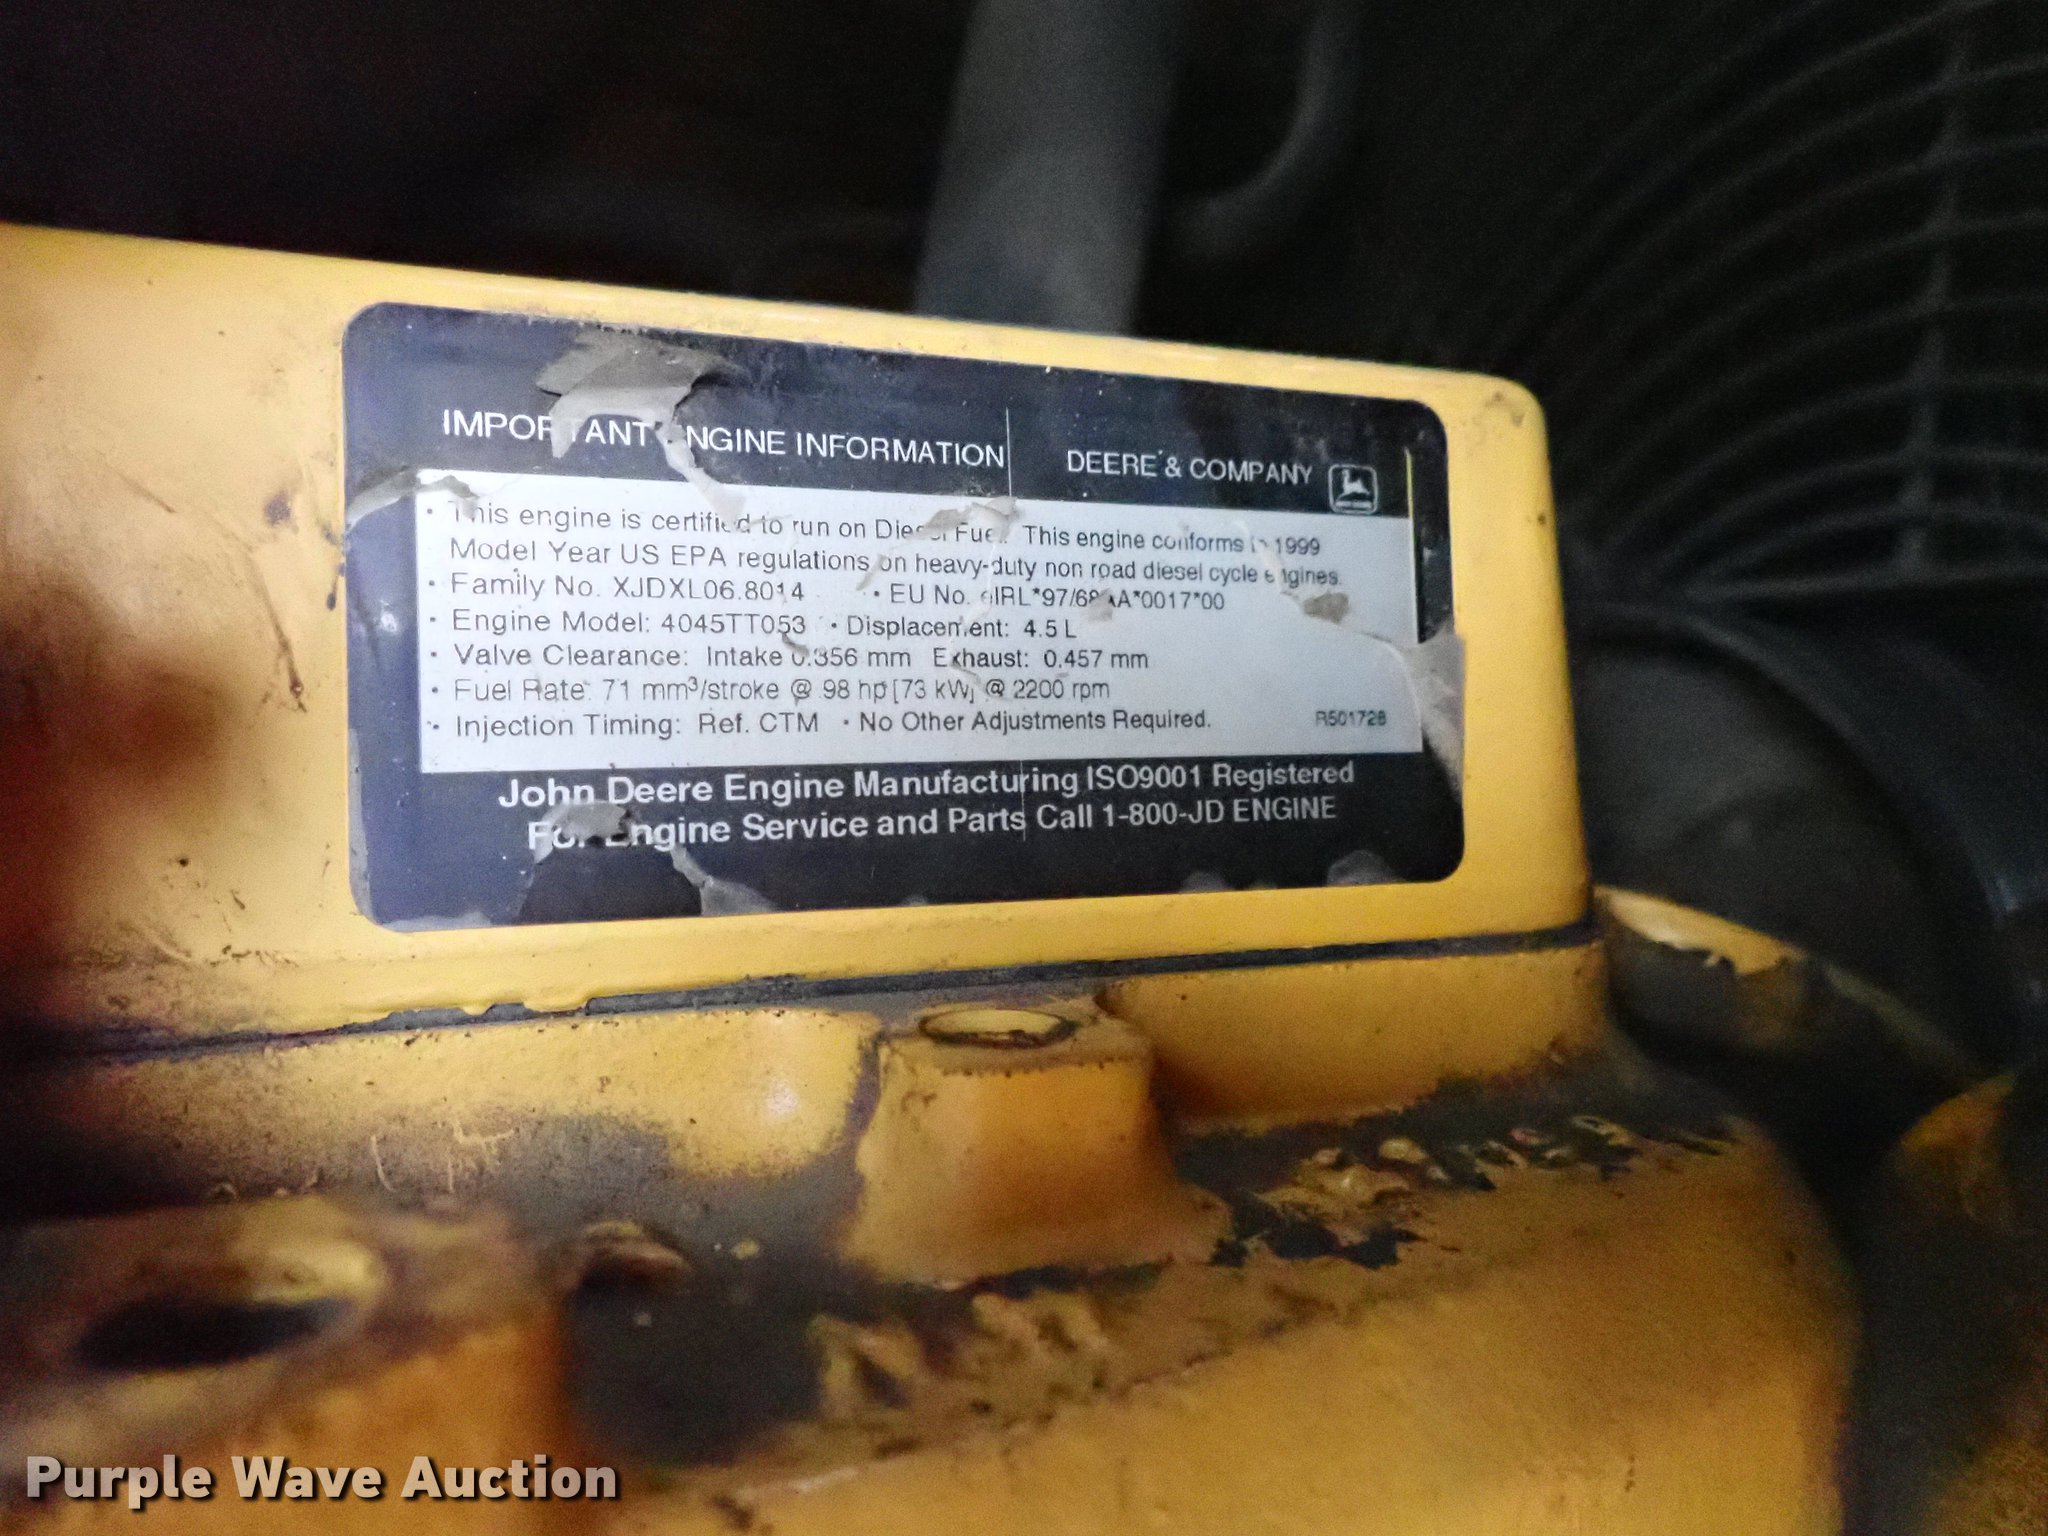 IMPORTANT ENGINE INFORMATION
DEERE & COMPANY
• This engine is certified to run on Diesel Fuel. This engine conforms to 1999
Model Year US EPA regulations on heavy-duty non road diesel cycle engines.
• Family No. XJDXL06.8014 • EU No.
• Engine Model: 4045TT053 • Displacement: 4.5 L
• Valve Clearance: Intake 0.356 mm Exhaust: 0.457 mm
• Fuel Rate: 71 mm³/stroke @ 98 hp [73 kW] @ 2200 rpm
• Injection Timing: Ref. CTM • No Other Adjustments Required. R501728
John Deere Engine Manufacturing ISO9001 Registered
For Engine Service and Parts Call 1-800-JD ENGINE
Purple Wave Auction